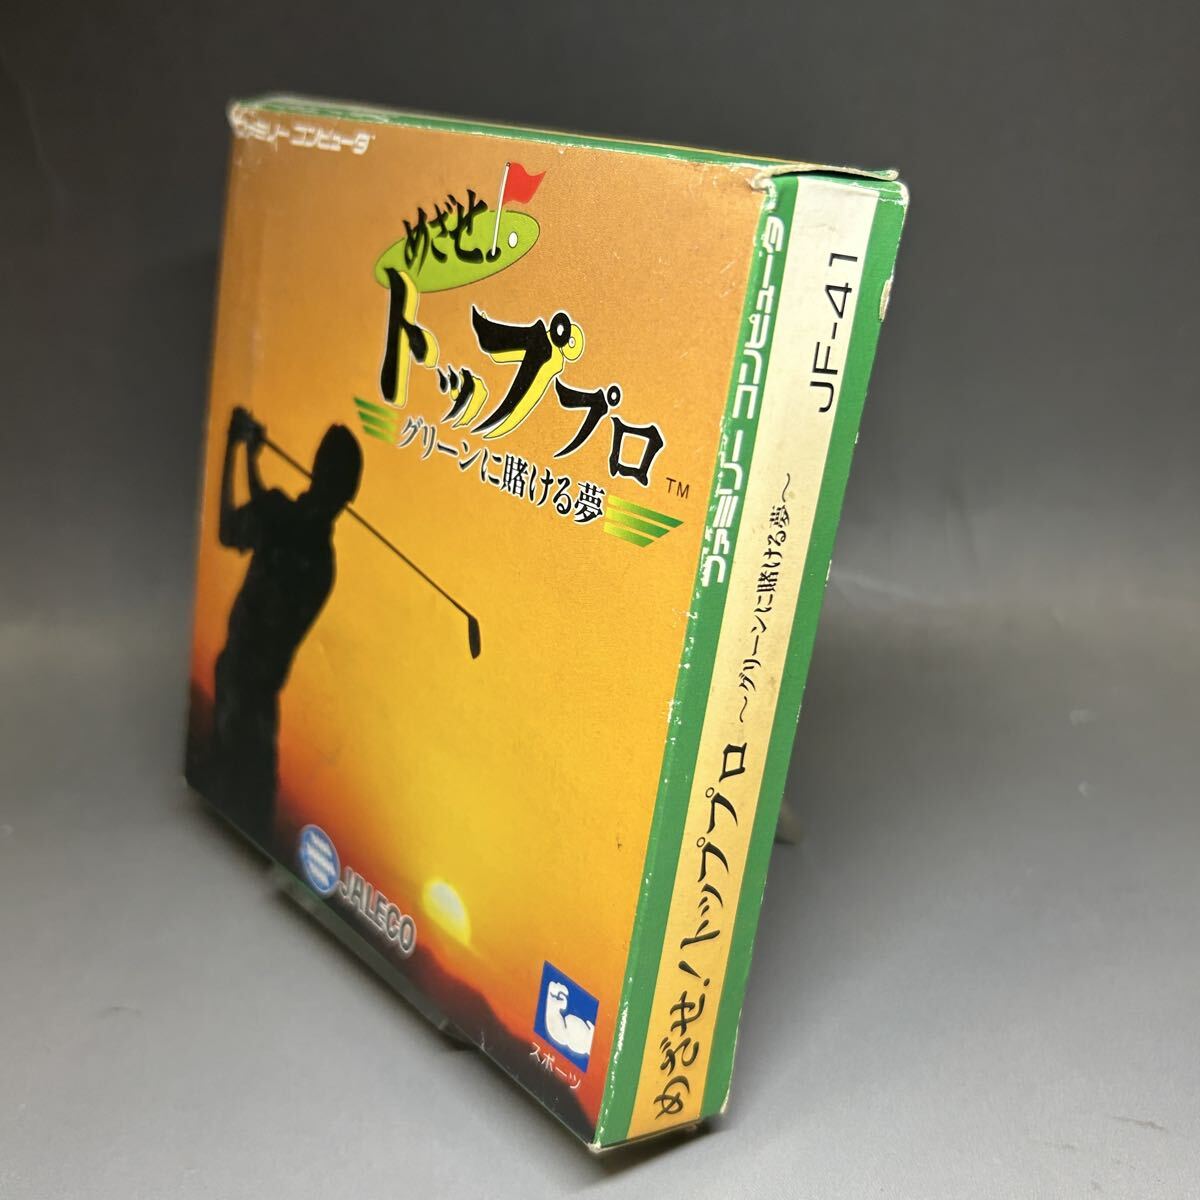 ファミリーコンピュータ
めざせ!
トッププロ
グリーンに賭ける夢
TM
JALECO
スポーツ
ファミリーコンピュータ
JF-41
めざせ!トッププロ 〜グリーンに賭ける夢〜